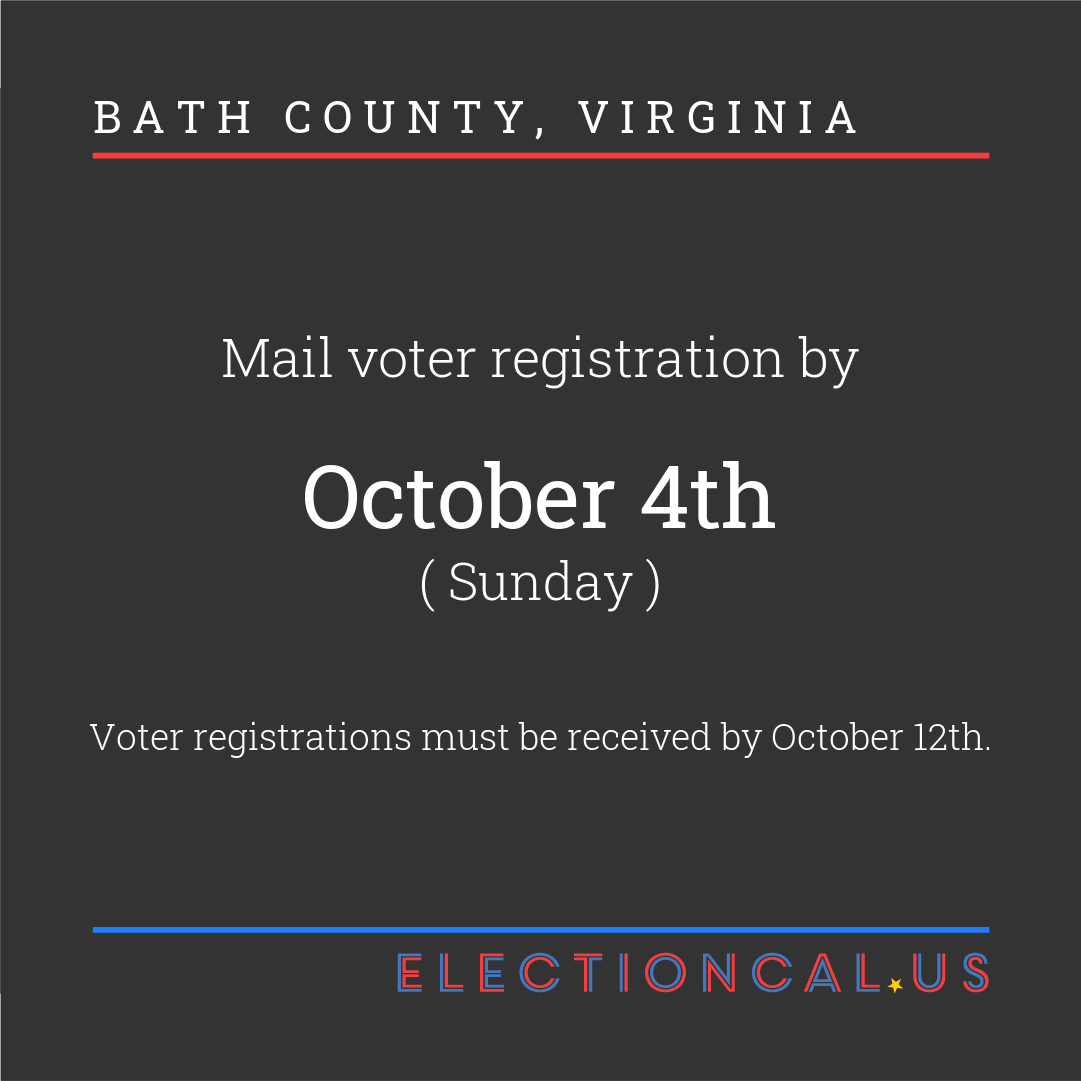 BATH COUNTY, VIRGINIA
Mail voter registration by
October 4th
( Sunday )
Voter registrations must be received by October 12th.
ELECTIONCAL.US